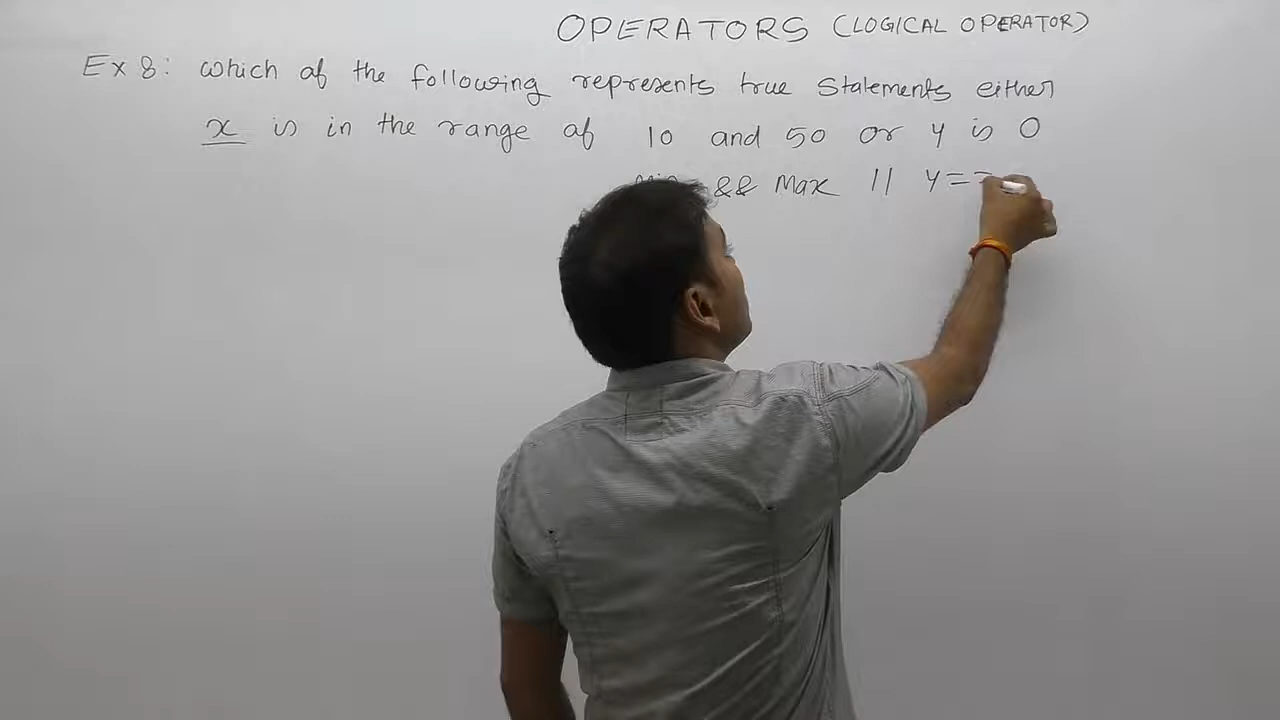 OPERATORS (LOGICAL OPERATOR)
Ex 8: which of the following represents true statements either
x is in the range of 10 and 50 or y is 0
&& Max || y==